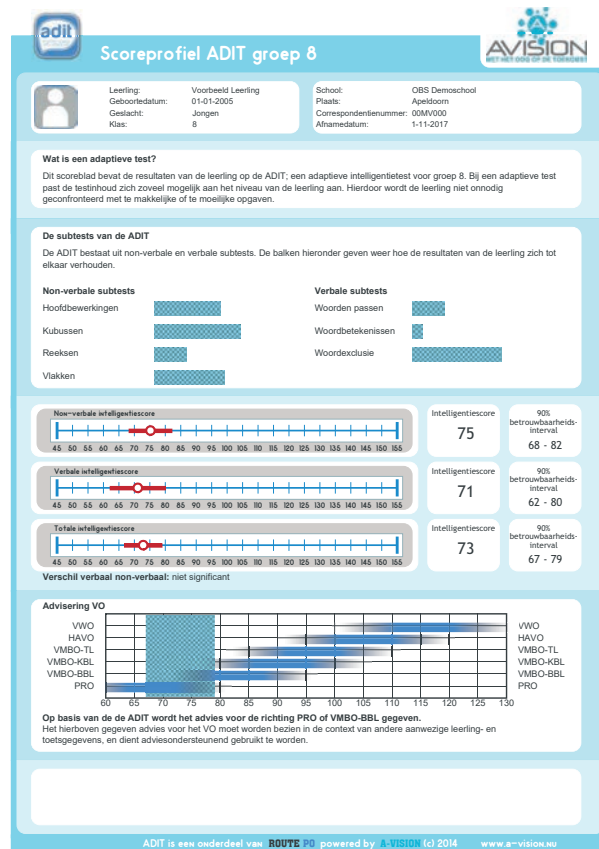 adit
Scoreprofiel ADIT groep 8
AVISION
MET HET OOG OP DE TOEKOMST
Leerling: Voorbeeld Leerling
Geboortedatum: 01-01-2005
Geslacht: Jongen
Klas: 8
School: OBS Demoschool
Plaats: Apeldoorn
Correspondentienummer: 00MV000
Afnamedatum: 1-11-2017
Wat is een adaptieve test?
Dit scoreblad bevat de resultaten van de leerling op de ADIT; een adaptieve intelligentietest voor groep 8. Bij een adaptieve test
past de testinhoud zich zoveel mogelijk aan het niveau van de leerling aan. Hierdoor wordt de leerling niet onnodig
geconfronteerd met te makkelijke of te moeilijke opgaven.
De subtests van de ADIT
De ADIT bestaat uit non-verbale en verbale subtests. De balken hieronder geven weer hoe de resultaten van de leerling zich tot
elkaar verhouden.
Non-verbale subtests
Hoofdbewerkingen
Kubussen
Reeksen
Vlakken
Verbale subtests
Woorden passen
Woordbetekenissen
Woordexclusie
Non-verbale intelligentiescore
45 50 55 60 65 70 75 80 85 90 95 100 105 110 115 120 125 130 135 140 145 150 155
Intelligentiescore
75
90%
betrouwbaarheids-
interval
68 - 82
Verbale intelligentiescore
45 50 55 60 65 70 75 80 85 90 95 100 105 110 115 120 125 130 135 140 145 150 155
Intelligentiescore
71
90%
betrouwbaarheids-
interval
62 - 80
Totale intelligentiescore
45 50 55 60 65 70 75 80 85 90 95 100 105 110 115 120 125 130 135 140 145 150 155
Intelligentiescore
73
90%
betrouwbaarheids-
interval
67 - 79
Verschil verbaal non-verbaal: niet significant
Advisering VO
VWO VWO
HAVO HAVO
VMBO-TL VMBO-TL
VMBO-KBL VMBO-KBL
VMBO-BBL VMBO-BBL
PRO PRO
60 65 70 75 80 85 90 95 100 105 110 115 120 125 130
Op basis van de de ADIT wordt het advies voor de richting PRO of VMBO-BBL gegeven.
Het hierboven gegeven advies voor het VO moet worden bezien in de context van andere aanwezige leerling- en
toetsgegevens, en dient adviesondersteunend gebruikt te worden.
ADIT is een onderdeel van ROUTE PO powered by A-VISION (c) 2014 www.a-vision.nu